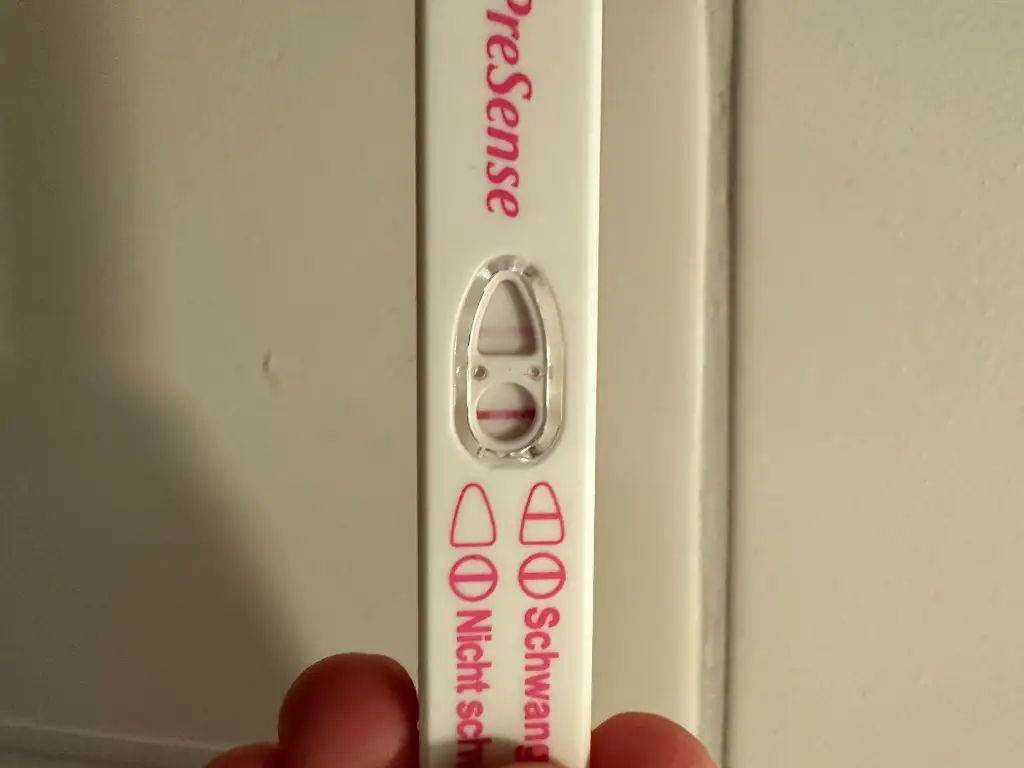 PreSense
Schwang
Nicht sch